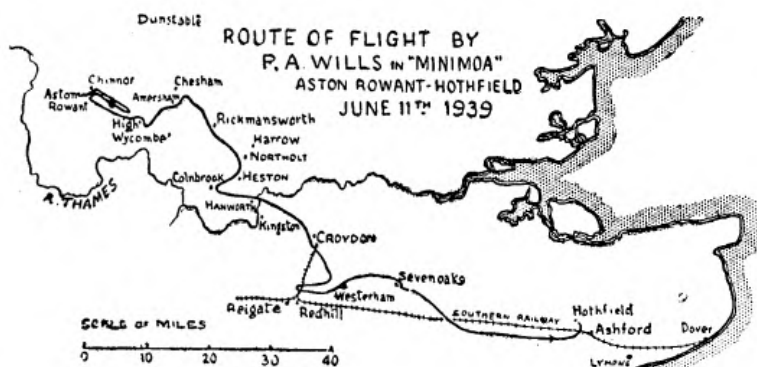 Dunstable
ROUTE OF FLIGHT BY
P. A. WILLS IN "MINIMOA"
ASTON ROWANT-HOTHFIELD
JUNE 11TH 1939
Chinnor
Aston
Rowant
Amersham
Chesham
High
Wycombe
Rickmansworth
Harrow
NORTHOLT
HESTON
Colnbrook
R. THAMES
HANWORTH
Kingston
CROYDON
Sevenoaks
Westerham
Reigate
Redhill
SOUTHERN RAILWAY
Hothfield
Ashford
Dover
LYMPNE
SCALE OF MILES
0 10 20 30 40